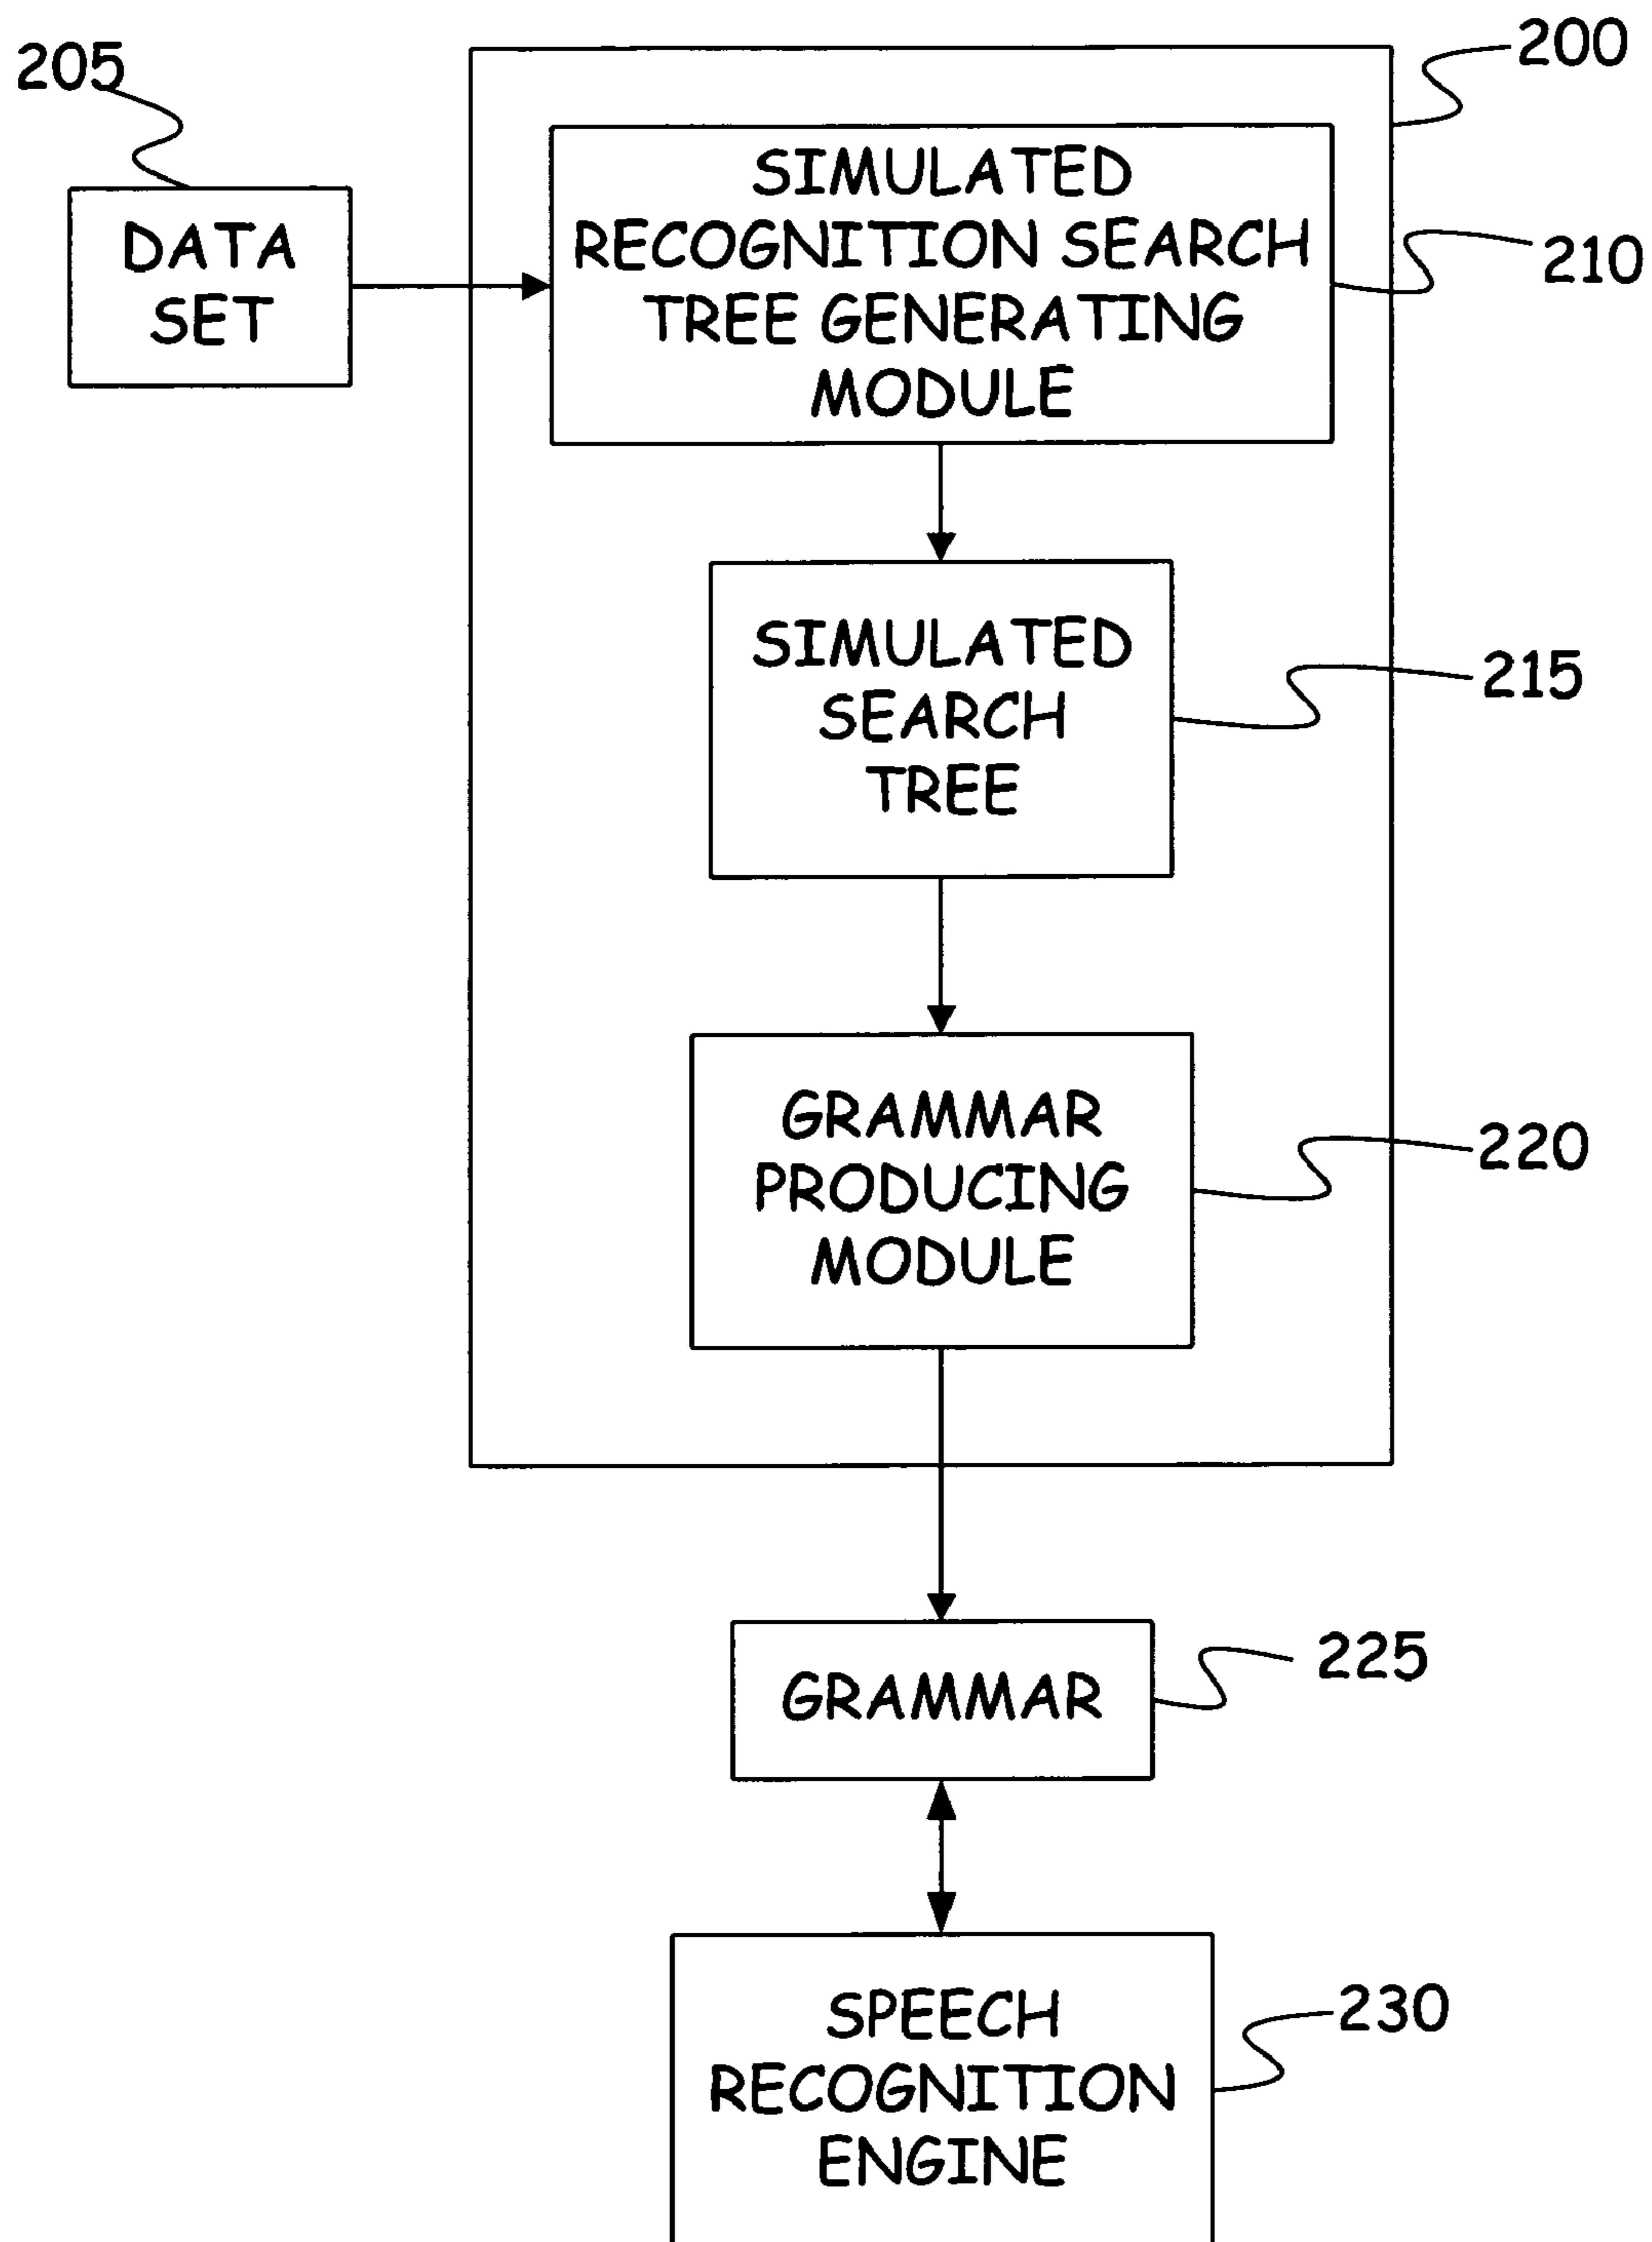 200
205
SIMULATED
RECOGNITION SEARCH
TREE GENERATING
MODULE
210
DATA
SET
SIMULATED
SEARCH
TREE
215
GRAMMAR
PRODUCING
MODULE
220
GRAMMAR
225
SPEECH
RECOGNITION
ENGINE
230